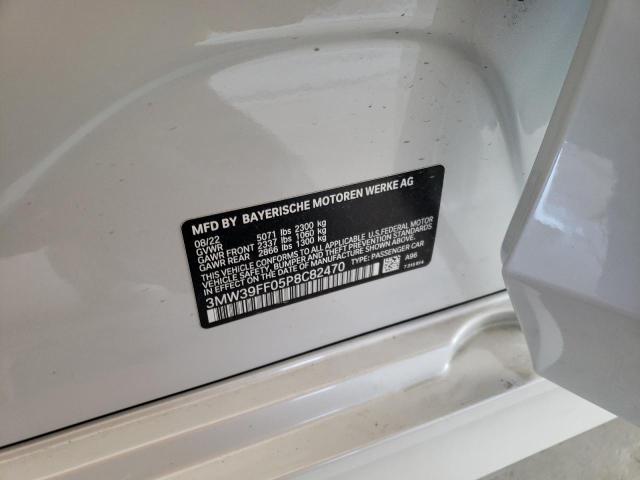 MFD BY BAYERISCHE MOTOREN WERKE AG
08/22 5071 lbs 2300 kg
GVWR
GAWR FRONT 2337 lbs 1060 kg
GAWR REAR 2866 lbs 1300 kg
THIS VEHICLE CONFORMS TO ALL APPLICABLE U.S. FEDERAL MOTOR
VEHICLE SAFETY, BUMPER AND THEFT PREVENTION STANDARDS
IN EFFECT ON THE DATE OF MANUFACTURE SHOWN ABOVE.
3MW39FF05P8C82470 TYPE: PASSENGER CAR
A96